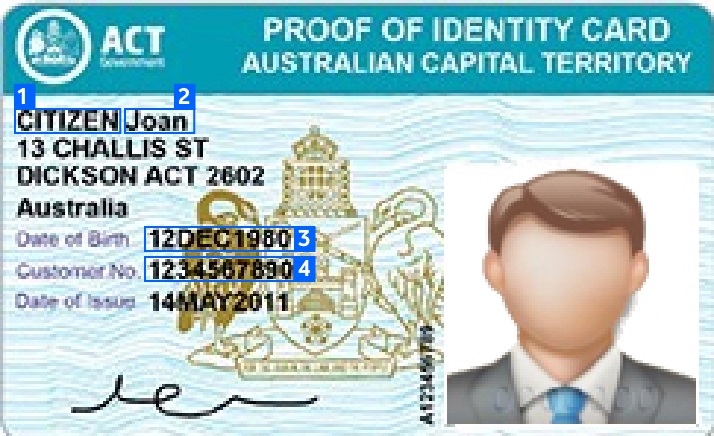 ACT
Government
PROOF OF IDENTITY CARD
AUSTRALIAN CAPITAL TERRITORY
1 2
CITIZEN Joan
13 CHALLIS ST
DICKSON ACT 2602
Australia
Date of Birth 12DEC1980 3
Customer No. 1234567890 4
Date of Issue 14MAY2011
A123456789